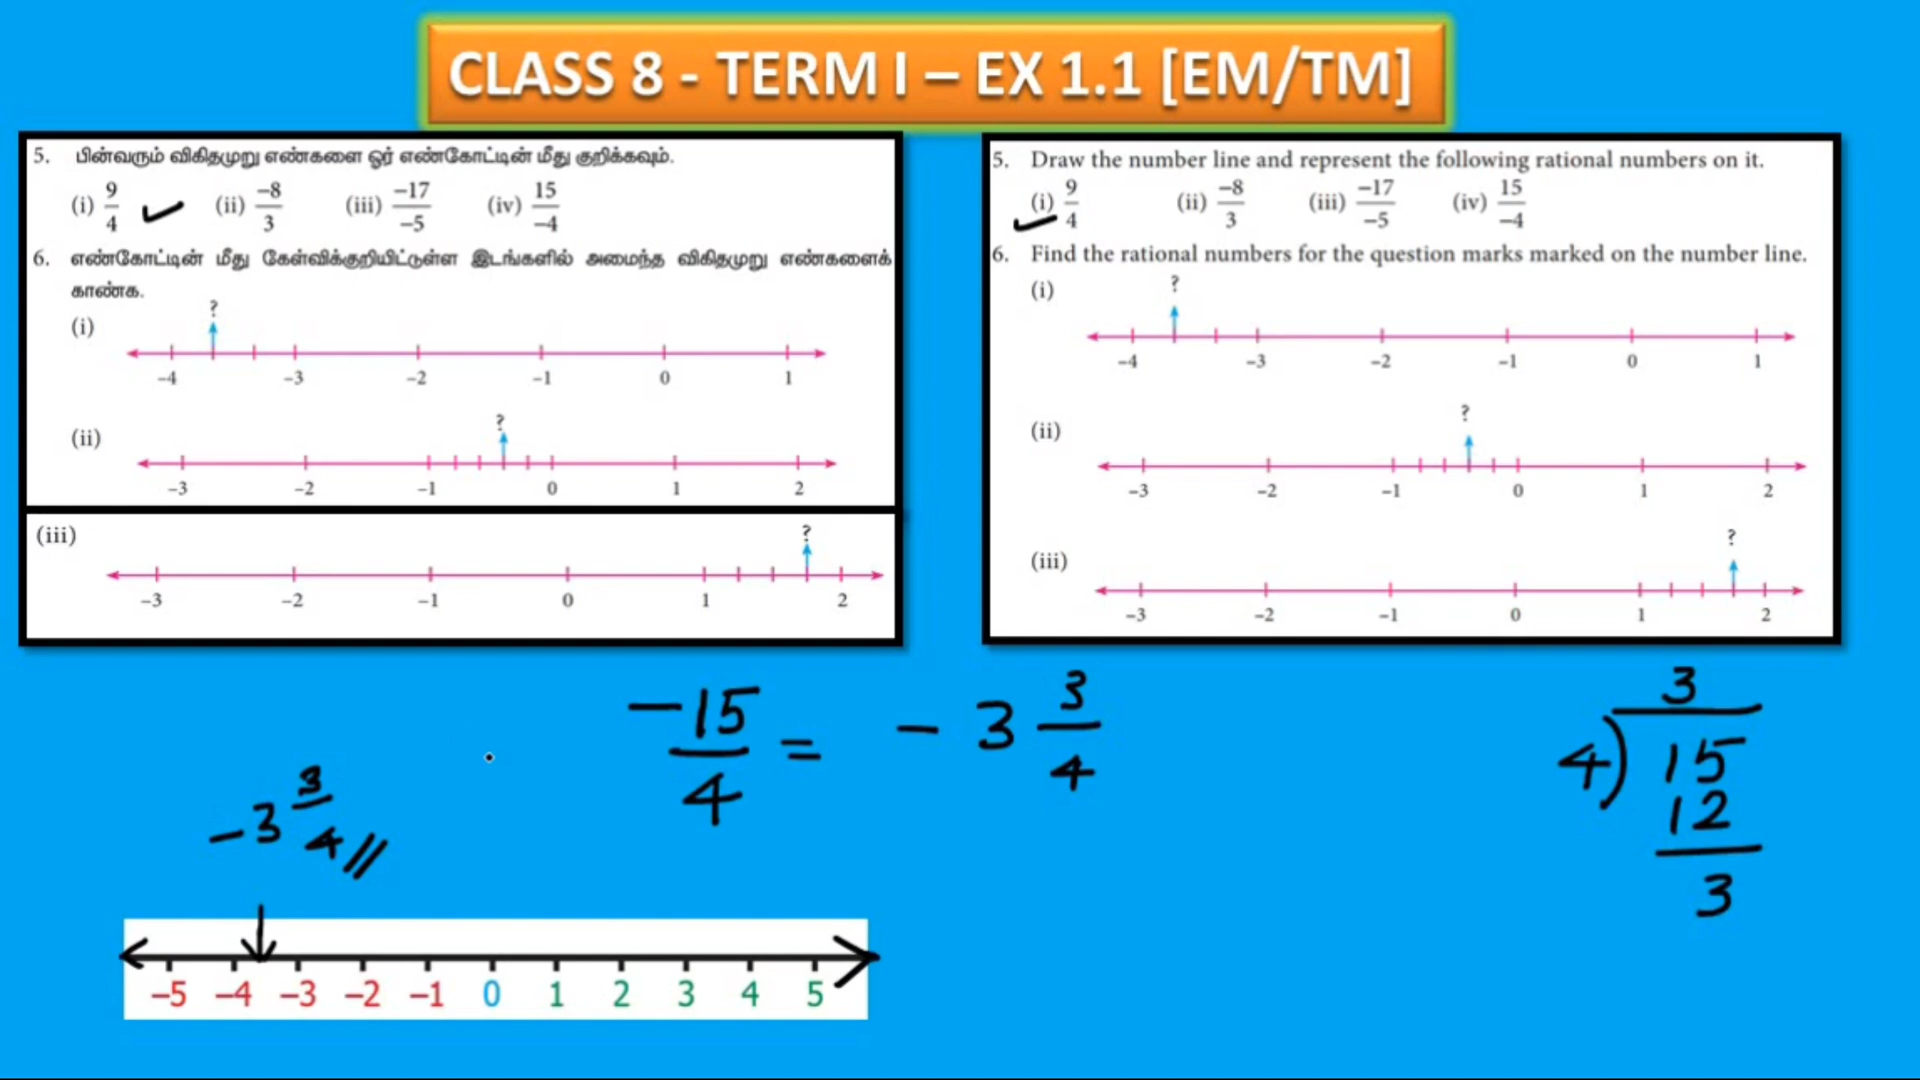 CLASS 8 - TERM I – EX 1.1 [EM/TM]
5. பின்வரும் விகிதமுறு எண்களை ஓர் எண்கோட்டின் மீது குறிக்கவும்.
(i) 9/4 (ii) −8/3 (iii) −17/−5 (iv) 15/−4
6. எண்கோட்டின் மீது கேள்விக்குறியிட்டுள்ள இடங்களில் அமைந்த விகிதமுறு எண்களைக்
காண்க.
?
(i)
−4 −3 −2 −1 0 1
?
(ii)
−3 −2 −1 0 1 2
(iii) ?
−3 −2 −1 0 1 2
5. Draw the number line and represent the following rational numbers on it.
(i) 9/4 (ii) −8/3 (iii) −17/−5 (iv) 15/−4
6. Find the rational numbers for the question marks marked on the number line.
(i) ?
−4 −3 −2 −1 0 1
?
(ii)
−3 −2 −1 0 1 2
?
(iii)
−3 −2 −1 0 1 2
−15/4 = −3 3/4
3
4) 15
12
3
−3 3/4 //
−5 −4 −3 −2 −1 0 1 2 3 4 5